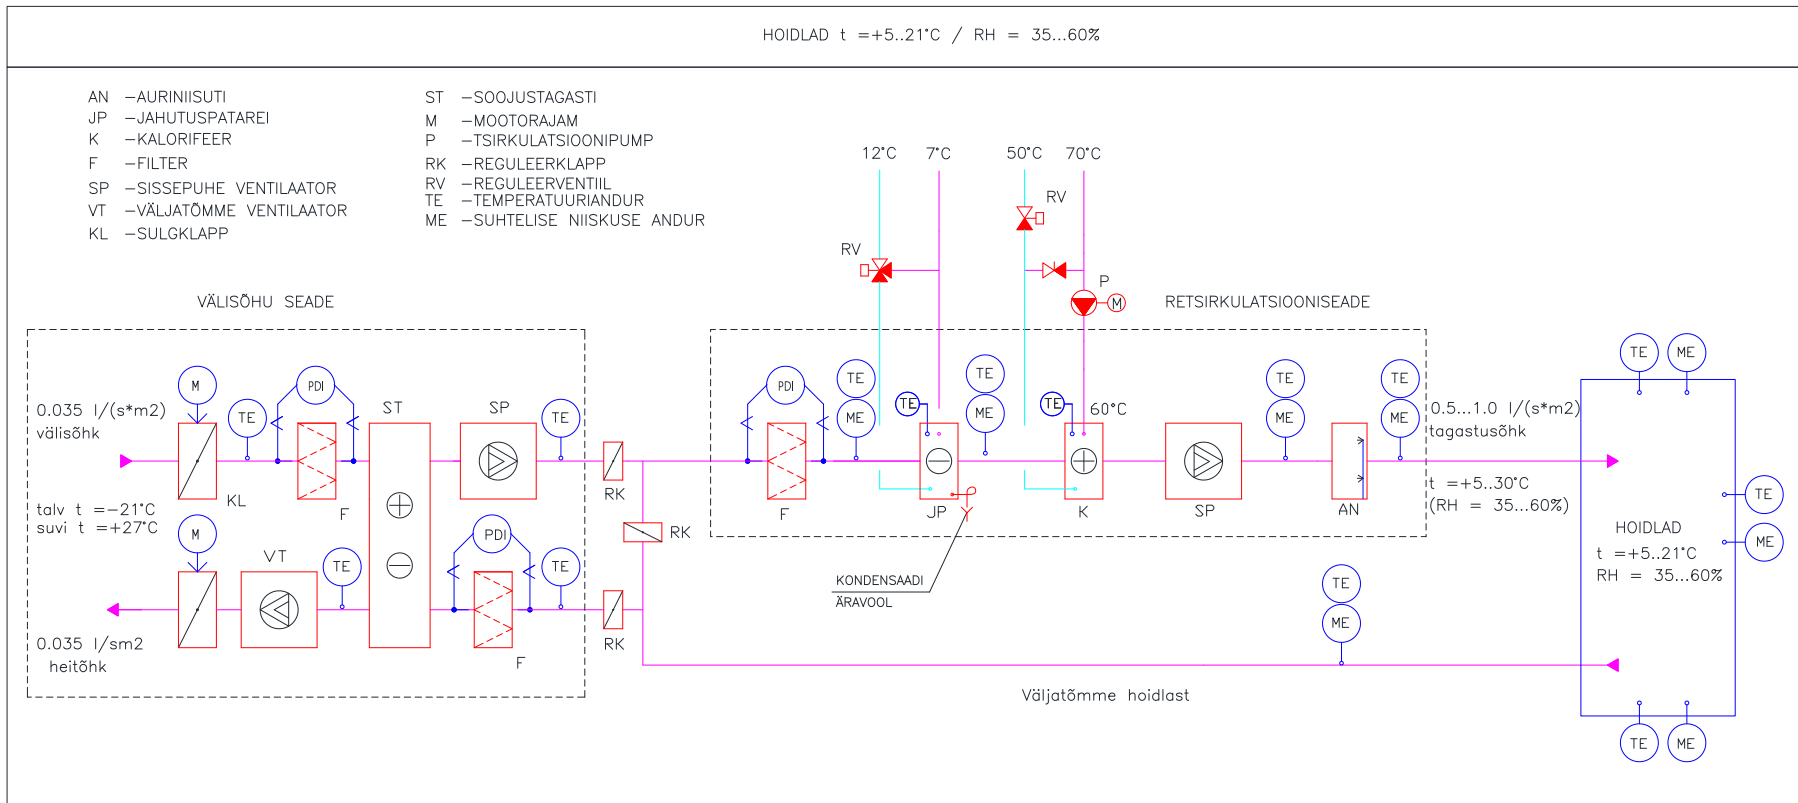 HOIDLAD t =+5..21°C / RH = 35...60%
AN –AURINIISUTI
JP –JAHUTUSPATAREI
K –KALORIFEER
F –FILTER
SP –SISSEPUHE VENTILAATOR
VT –VÄLJATÕMME VENTILAATOR
KL –SULGKLAPP
ST –SOOJUSTAGASTI
M –MOOTORAJAM
P –TSIRKULATSIOONIPUMP
RK –REGULEERKLAPP
RV –REGULEERVENTIIL
TE –TEMPERATUURIANDUR
ME –SUHTELISE NIISKUSE ANDUR
12°C 7°C 50°C 70°C
RV
RV
P
M
VÄLISÕHU SEADE
RETSIRKULATSIOONISEADE
M
PDI
ST
SP
TE
TE
0.035 l/(s*m2)
välisõhk
KL
F
RK
talv t =–21°C
suvi t =+27°C
M
VT
TE
PDI
TE
RK
RK
F
0.035 l/sm2
heitõhk
PDI
TE
ME
TE
TE
ME
TE
60°C
TE
ME
TE
ME
F
JP
K
SP
AN
0.5...1.0 l/(s*m2)
tagastusõhk
t =+5..30°C
(RH = 35...60%)
KONDENSAADI
ÄRAVOOL
TE
ME
Väljatõmme hoidlast
TE ME
TE
ME
HOIDLAD
t =+5..21°C
RH = 35...60%
TE ME